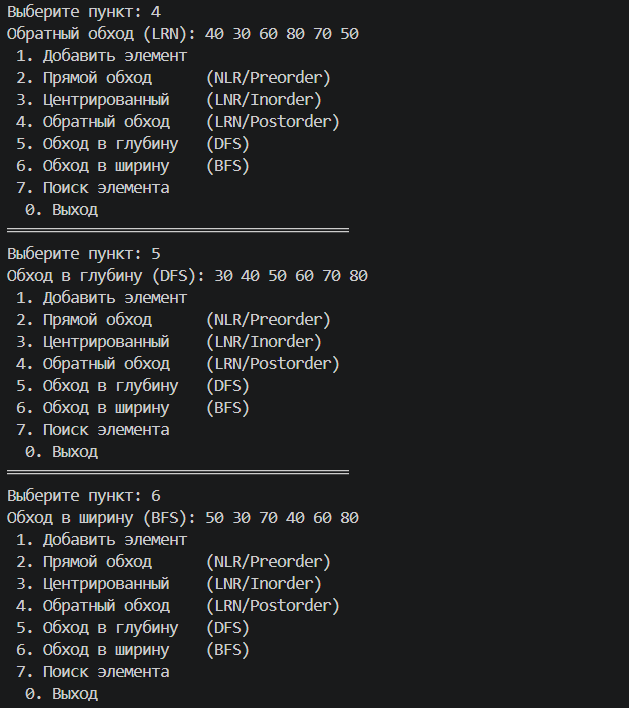 Выберите пункт: 4
Обратный обход (LRN): 40 30 60 80 70 50
1. Добавить элемент
2. Прямой обход (NLR/Preorder)
3. Центрированный (LNR/Inorder)
4. Обратный обход (LRN/Postorder)
5. Обход в глубину (DFS)
6. Обход в ширину (BFS)
7. Поиск элемента
0. Выход
══════════════════════════════════════
Выберите пункт: 5
Обход в глубину (DFS): 30 40 50 60 70 80
1. Добавить элемент
2. Прямой обход (NLR/Preorder)
3. Центрированный (LNR/Inorder)
4. Обратный обход (LRN/Postorder)
5. Обход в глубину (DFS)
6. Обход в ширину (BFS)
7. Поиск элемента
0. Выход
══════════════════════════════════════
Выберите пункт: 6
Обход в ширину (BFS): 50 30 70 40 60 80
1. Добавить элемент
2. Прямой обход (NLR/Preorder)
3. Центрированный (LNR/Inorder)
4. Обратный обход (LRN/Postorder)
5. Обход в глубину (DFS)
6. Обход в ширину (BFS)
7. Поиск элемента
0. Выход